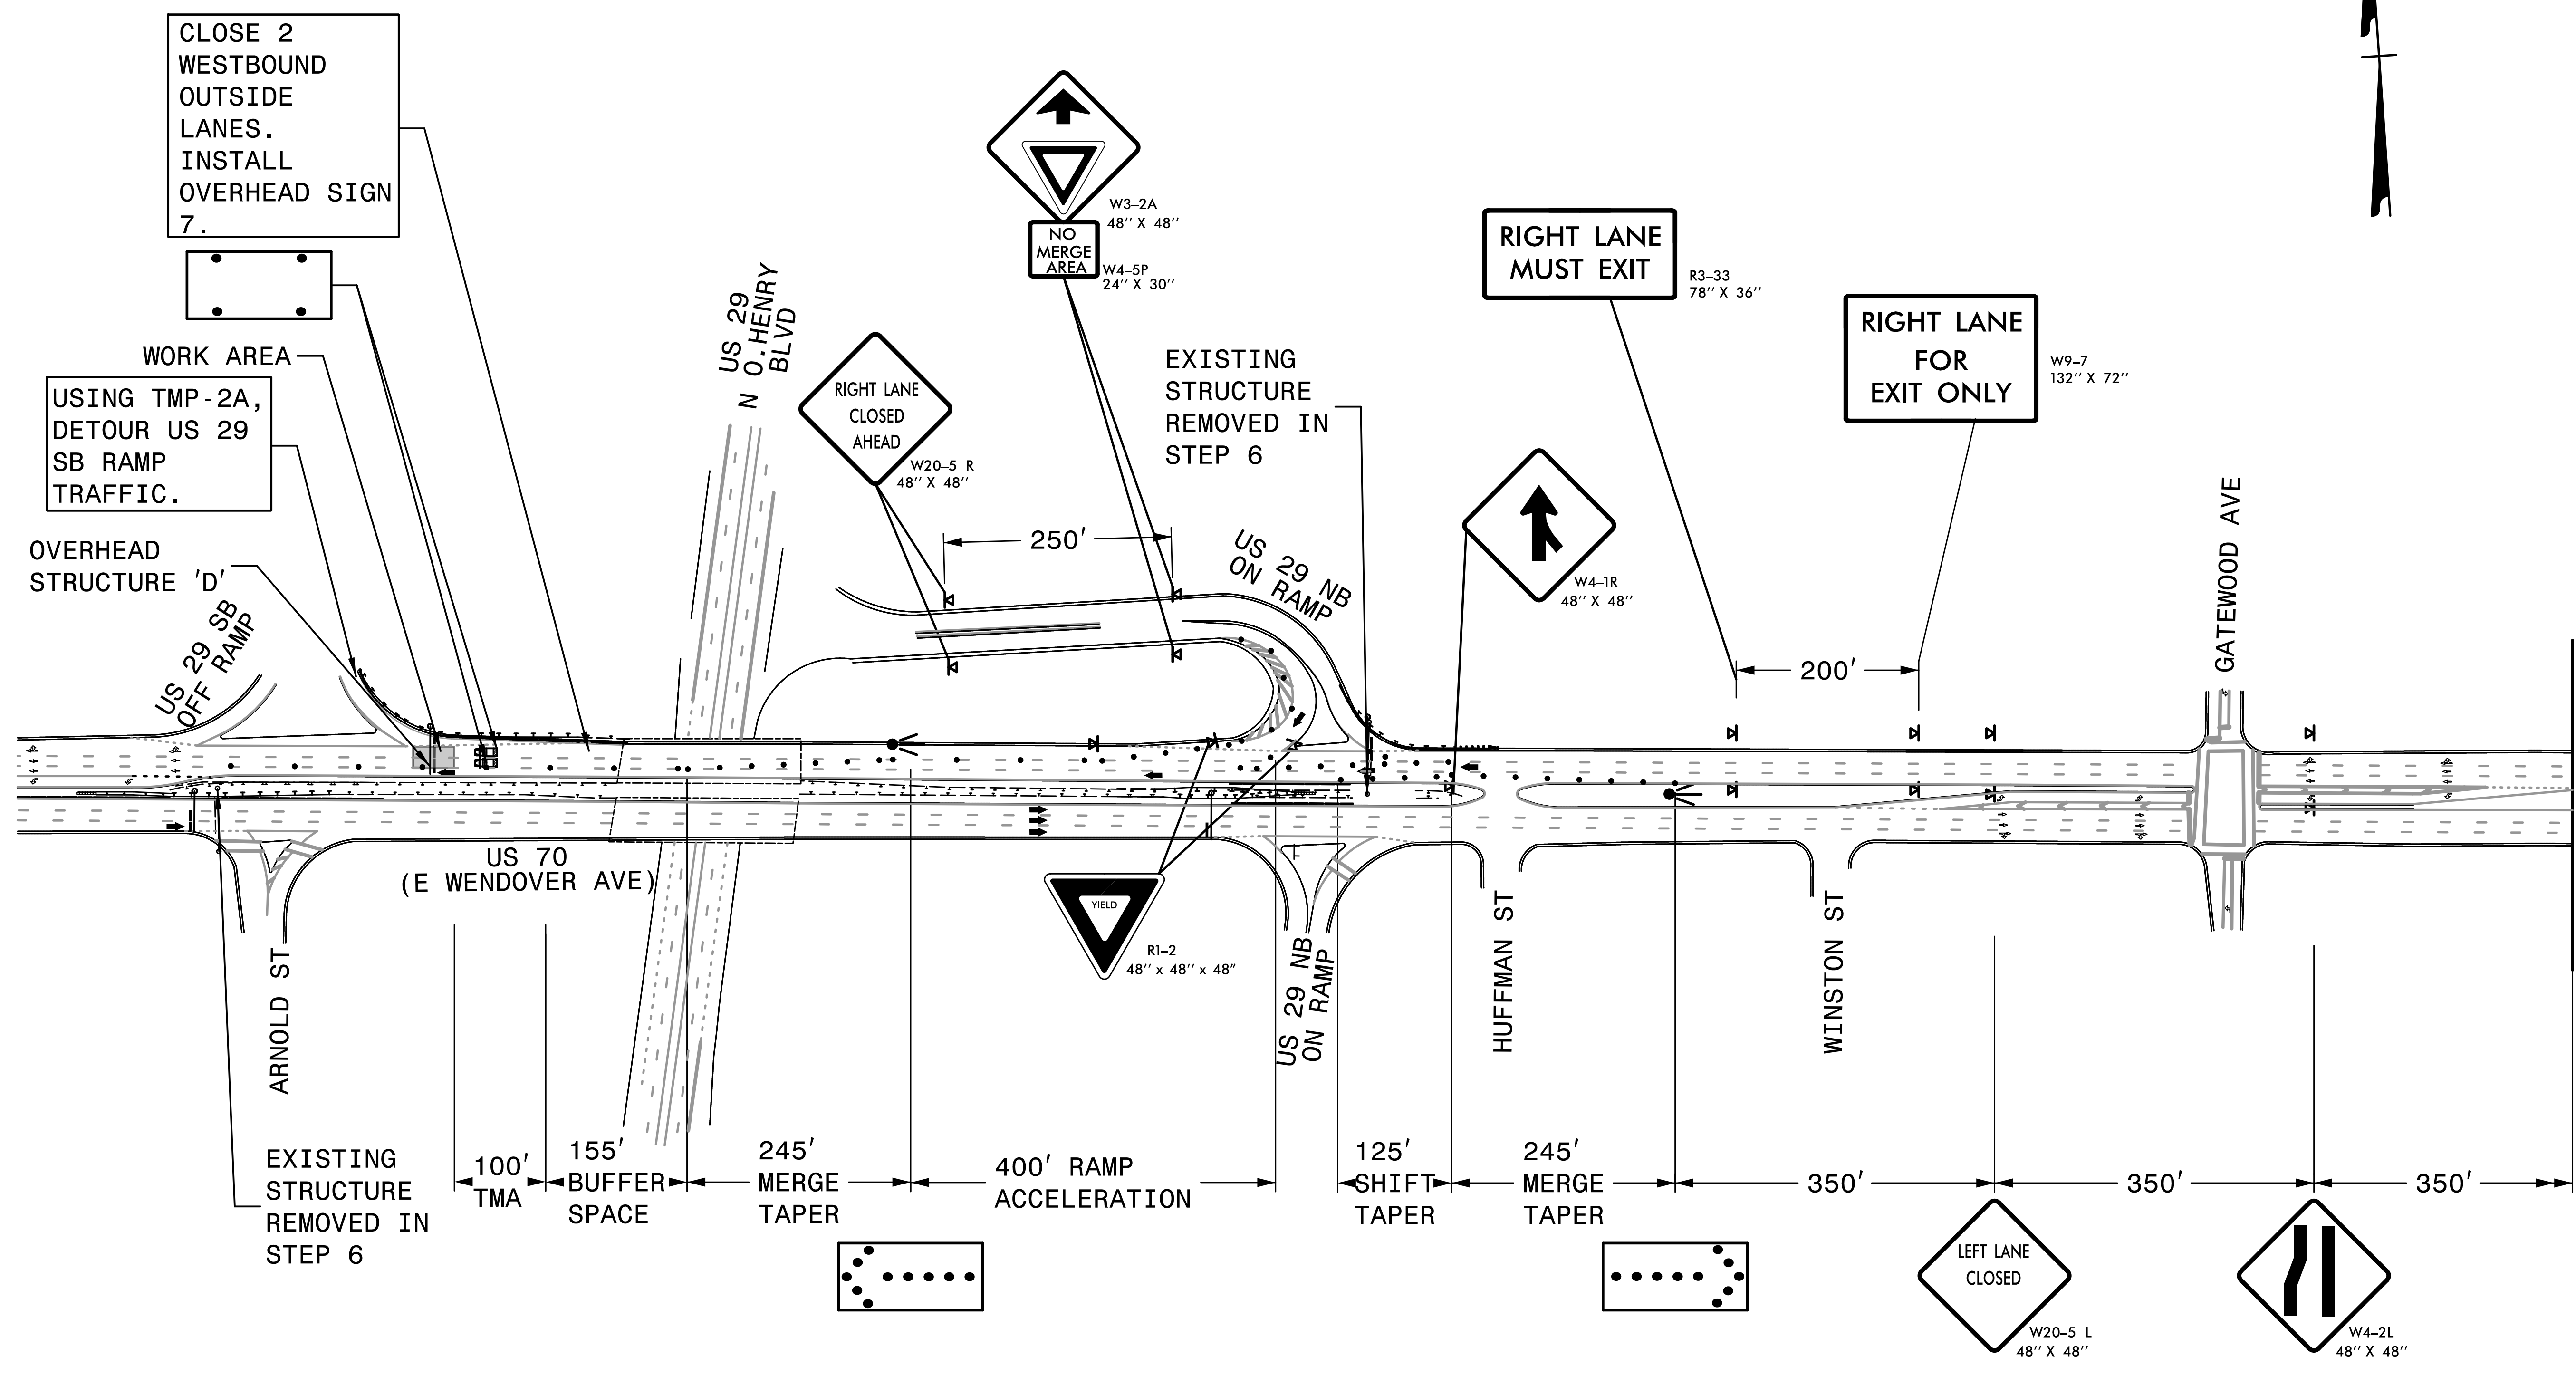 CLOSE 2
WESTBOUND
OUTSIDE
LANES.
INSTALL
OVERHEAD SIGN
7.
WORK AREA
USING TMP-2A,
DETOUR US 29
SB RAMP
TRAFFIC.
OVERHEAD
STRUCTURE 'D'
US 29 SB
OFF RAMP
US 29
N O.HENRY
BLVD
NO
MERGE
AREA
W3-2A
48'' X 48''
W4-5P
24'' X 30''
RIGHT LANE
CLOSED
AHEAD
W20-5 R
48'' X 48''
250'
EXISTING
STRUCTURE
REMOVED IN
STEP 6
US 29 NB
ON RAMP
RIGHT LANE
MUST EXIT
R3-33
78'' X 36''
RIGHT LANE
FOR
EXIT ONLY
W9-7
132'' X 72''
W4-1R
48'' X 48''
200'
GATEWOOD AVE
US 70
(E WENDOVER AVE)
YIELD
R1-2
48'' x 48'' x 48''
ARNOLD ST
US 29 NB
ON RAMP
HUFFMAN ST
WINSTON ST
EXISTING
STRUCTURE
REMOVED IN
STEP 6
100'
TMA
155'
BUFFER
SPACE
245'
MERGE
TAPER
400' RAMP
ACCELERATION
125'
SHIFT
TAPER
245'
MERGE
TAPER
350'
350'
350'
LEFT LANE
CLOSED
W20-5 L
48'' X 48''
W4-2L
48'' X 48''